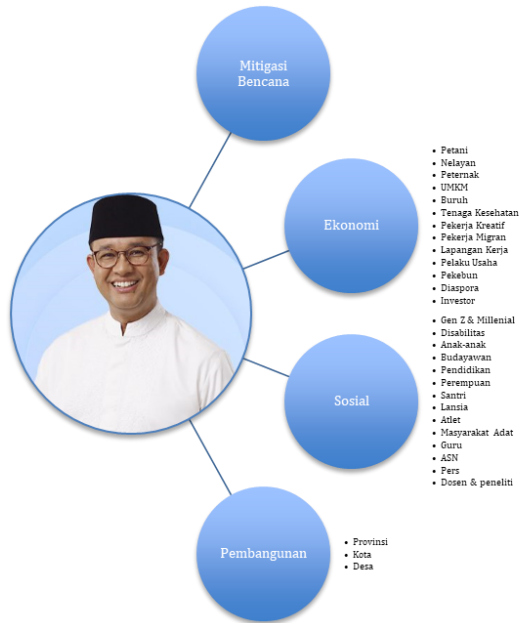 Mitigasi
Bencana
Ekonomi
• Petani
• Nelayan
• Peternak
• UMKM
• Buruh
• Tenaga Kesehatan
• Pekerja Kreatif
• Pekerja Migran
• Lapangan Kerja
• Pelaku Usaha
• Pekebun
• Diaspora
• Investor
Sosial
• Gen Z & Millenial
• Disabilitas
• Anak-anak
• Budayawan
• Pendidikan
• Perempuan
• Santri
• Lansia
• Atlet
• Masyarakat Adat
• Guru
• ASN
• Pers
• Dosen & peneliti
Pembangunan
• Provinsi
• Kota
• Desa